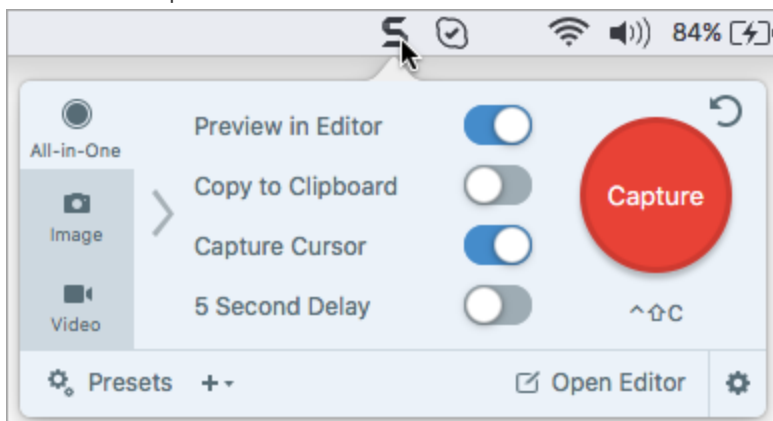 84%
All-in-One
Image
Video
Preview in Editor
Copy to Clipboard
Capture Cursor
5 Second Delay
Capture
^⇧C
Presets
Open Editor